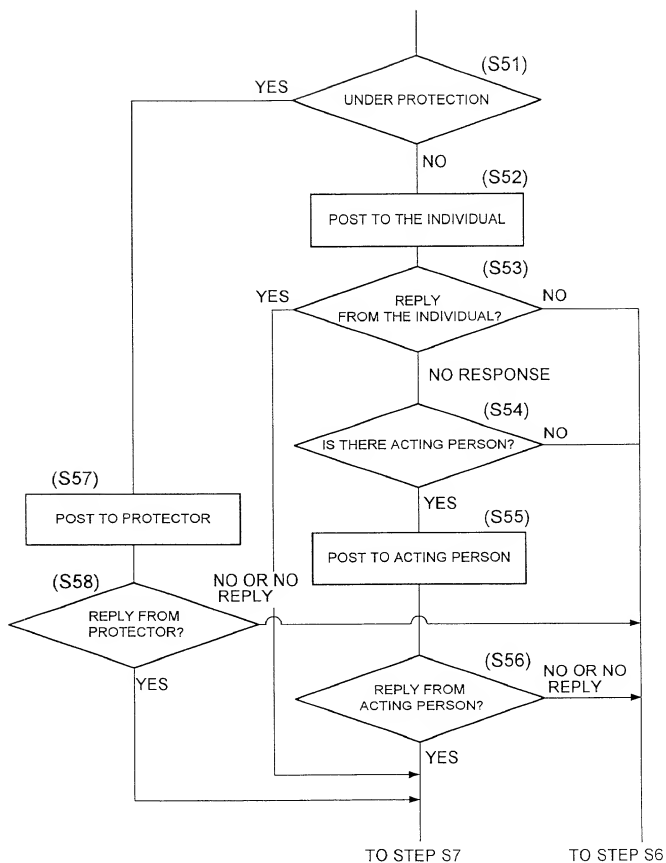 (S51)
YES
UNDER PROTECTION
NO
(S52)
POST TO THE INDIVIDUAL
(S53)
YES
REPLY
FROM THE INDIVIDUAL?
NO
NO RESPONSE
(S54)
IS THERE ACTING PERSON?
NO
(S57)
YES
(S55)
POST TO PROTECTOR
POST TO ACTING PERSON
(S58)
NO OR NO
REPLY
REPLY FROM
PROTECTOR?
(S56)
NO OR NO
REPLY
YES
REPLY FROM
ACTING PERSON?
YES
TO STEP S7
TO STEP S6